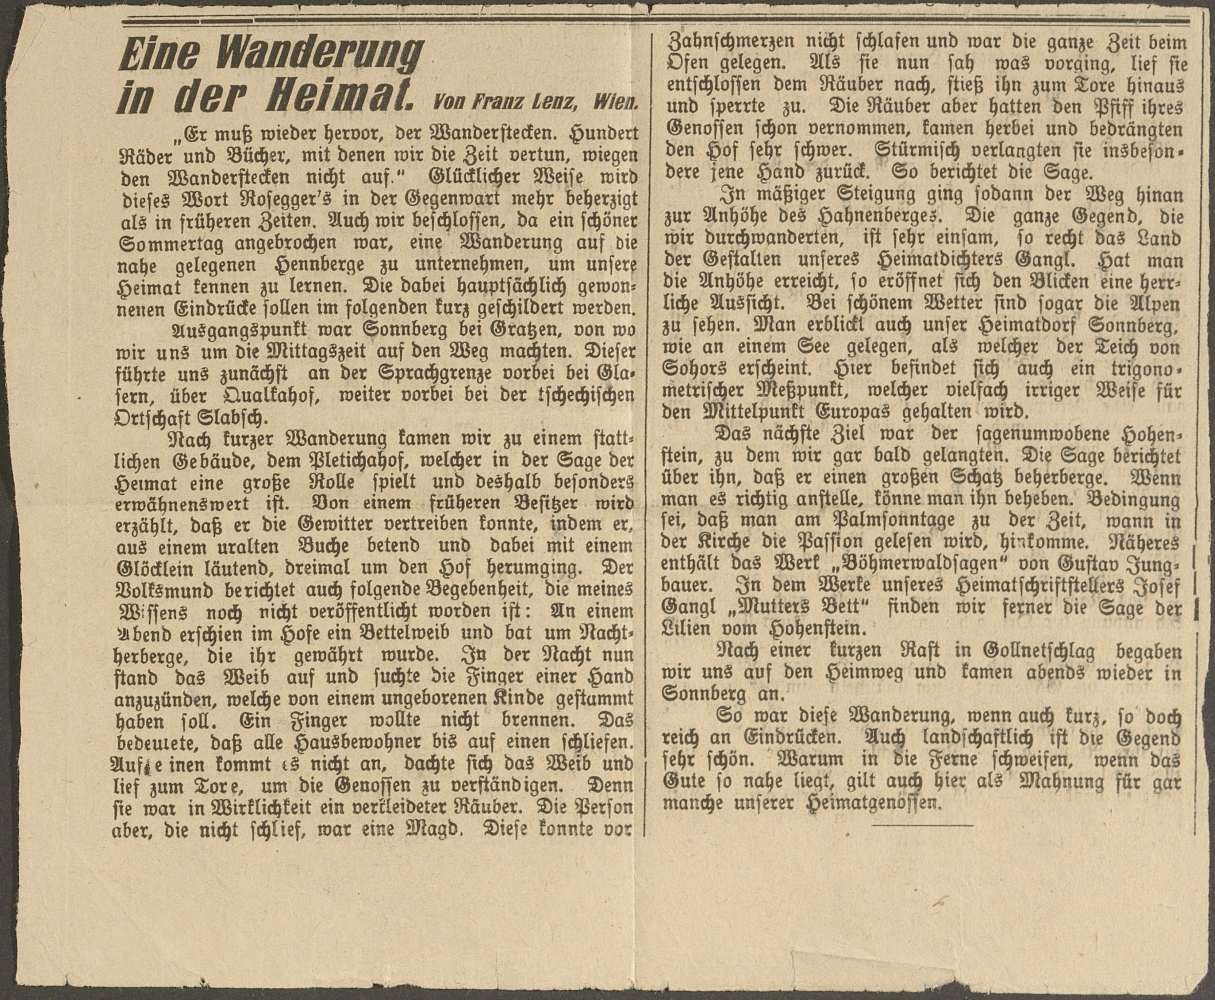 Eine Wanderung
in der Heimat. Von Franz Lenz, Wien.
„Er muß wieder hervor, der Wanderstecken. Hundert
Räder und Bücher, mit denen wir die Zeit vertun, wiegen
den Wanderstecken nicht auf." Glücklicher Weise wird
dieses Wort Rosegger's in der Gegenwart mehr beherzigt
als in früheren Zeiten. Auch wir beschlossen, da ein schöner
Sommertag angebrochen war, eine Wanderung auf die
nahe gelegenen Hennberge zu unternehmen, um unsere
Heimat kennen zu lernen. Die dabei hauptsächlich gewon-
nenen Eindrücke sollen im folgenden kurz geschildert werden.
Ausgangspunkt war Sonnberg bei Gratzen, von wo
wir uns um die Mittagszeit auf den Weg machten. Dieser
führte uns zunächst an der Sprachgrenze vorbei bei Gla-
sern, über Qualkahof, weiter vorbei bei der tschechischen
Ortschaft Slabsch.
Nach kurzer Wanderung kamen wir zu einem statt-
lichen Gebäude, dem Pletichahof, welcher in der Sage der
Heimat eine große Rolle spielt und deshalb besonders
erwähnenswert ist. Von einem früheren Besitzer wird
erzählt, daß er die Gewitter vertreiben konnte, indem er,
aus einem uralten Buche betend und dabei mit einem
Glöcklein läutend, dreimal um den Hof herumging. Der
Volksmund berichtet auch folgende Begebenheit, die meines
Wissens noch nicht veröffentlicht worden ist: An einem
Abend erschien im Hofe ein Bettelweib und bat um Nacht-
herberge, die ihr gewährt wurde. In der Nacht nun
stand das Weib auf und suchte die Finger einer Hand
anzuzünden, welche von einem ungeborenen Kinde gestammt
haben soll. Ein Finger wollte nicht brennen. Das
bedeutete, daß alle Hausbewohner bis auf einen schliefen.
Auf e inen kommt es nicht an, dachte sich das Weib und
lief zum Tore, um die Genossen zu verständigen. Denn
sie war in Wirklichkeit ein verkleideter Räuber. Die Person
aber, die nicht schlief, war eine Magd. Diese konnte vor
Zahnschmerzen nicht schlafen und war die ganze Zeit beim
Ofen gelegen. Als sie nun sah was vorging, lief sie
entschlossen dem Räuber nach, stieß ihn zum Tore hinaus
und sperrte zu. Die Räuber aber hatten den Pfiff ihres
Genossen schon vernommen, kamen herbei und bedrängten
den Hof sehr schwer. Stürmisch verlangten sie insbeson-
dere jene Hand zurück. So berichtet die Sage.
In mäßiger Steigung ging sodann der Weg hinan
zur Anhöhe des Hahnenberges. Die ganze Gegend, die
wir durchwanderten, ist sehr einsam, so recht das Land
der Gestalten unseres Heimatdichters Gangl. Hat man
die Anhöhe erreicht, so eröffnet sich den Blicken eine herr-
liche Aussicht. Bei schönem Wetter sind sogar die Alpen
zu sehen. Man erblickt auch unser Heimatdorf Sonnberg,
wie an einem See gelegen, als welcher der Teich von
Sohors erscheint. Hier befindet sich auch ein trigono-
metrischer Meßpunkt, welcher vielfach irriger Weise für
den Mittelpunkt Europas gehalten wird.
Das nächste Ziel war der sagenumwobene Hohen-
stein, zu dem wir gar bald gelangten. Die Sage berichtet
über ihn, daß er einen großen Schatz beherberge. Wenn
man es richtig anstelle, könne man ihn beheben. Bedingung
sei, daß man am Palmsonntage zu der Zeit, wann in
der Kirche die Passion gelesen wird, hinkomme. Näheres
enthält das Werk „Böhmerwaldsagen" von Gustav Jung-
bauer. In dem Werke unseres Heimatschriftstellers Josef
Gangl „Mutters Bett" finden wir ferner die Sage der
Lilien vom Hohenstein.
Nach einer kurzen Rast in Gollnetschlag begaben
wir uns auf den Heimweg und kamen abends wieder in
Sonnberg an.
So war diese Wanderung, wenn auch kurz, so doch
reich an Eindrücken. Auch landschaftlich ist die Gegend
sehr schön. Warum in die Ferne schweifen, wenn das
Gute so nahe liegt, gilt auch hier als Mahnung für gar
manche unserer Heimatgenossen.